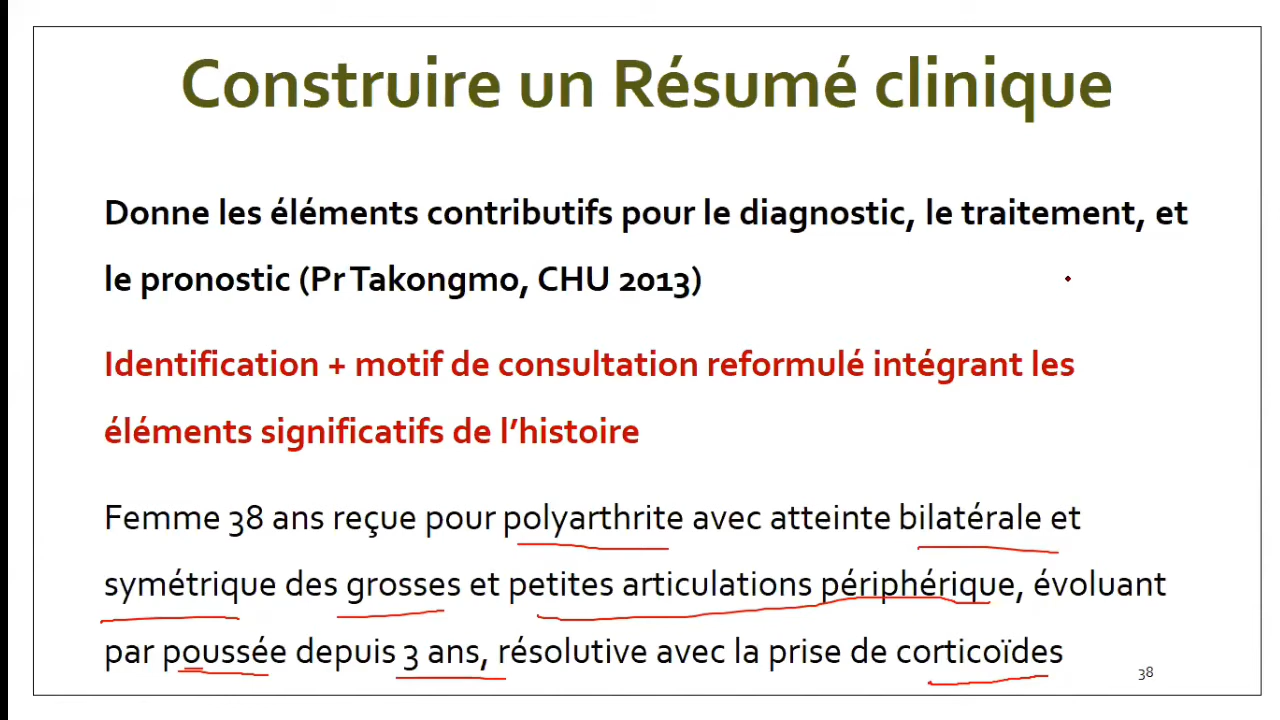 Construire un Résumé clinique
Donne les éléments contributifs pour le diagnostic, le traitement, et
le pronostic (Pr Takongmo, CHU 2013)
Identification + motif de consultation reformulé intégrant les
éléments significatifs de l’histoire
Femme 38 ans reçue pour polyarthrite avec atteinte bilatérale et
symétrique des grosses et petites articulations périphérique, évoluant
par poussée depuis 3 ans, résolutive avec la prise de corticoïdes
38